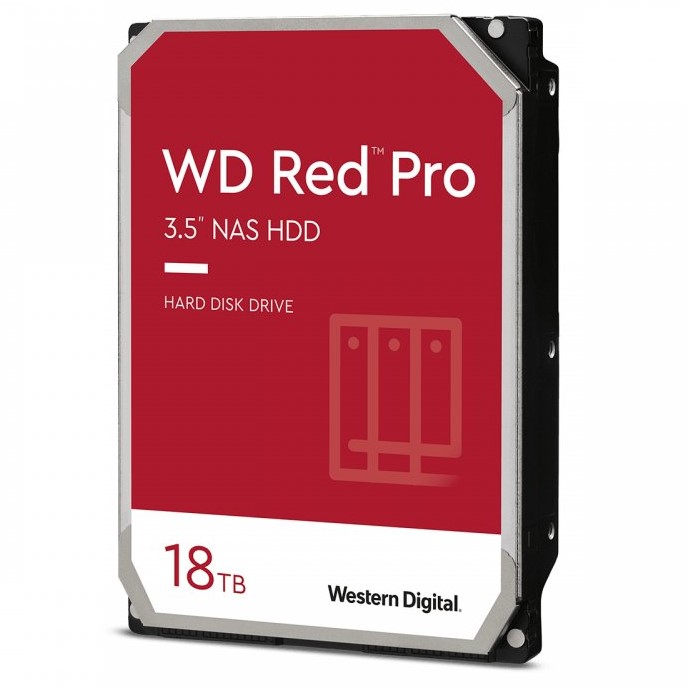 WD Red™ Pro
3.5" NAS HDD
HARD DISK DRIVE
18TB
Western Digital.